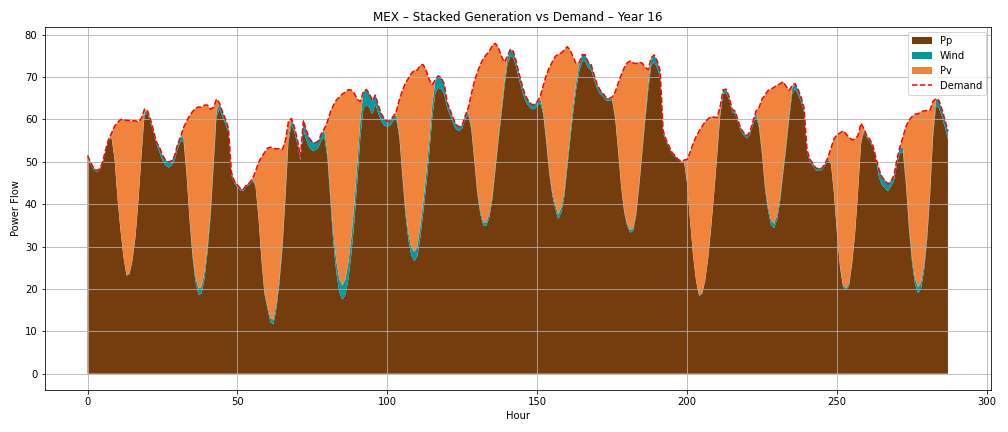 MEX – Stacked Generation vs Demand – Year 16
Pp
Wind
Pv
Demand
Power Flow
80
70
60
50
40
30
20
10
0
0 50 100 150 200 250 300
Hour